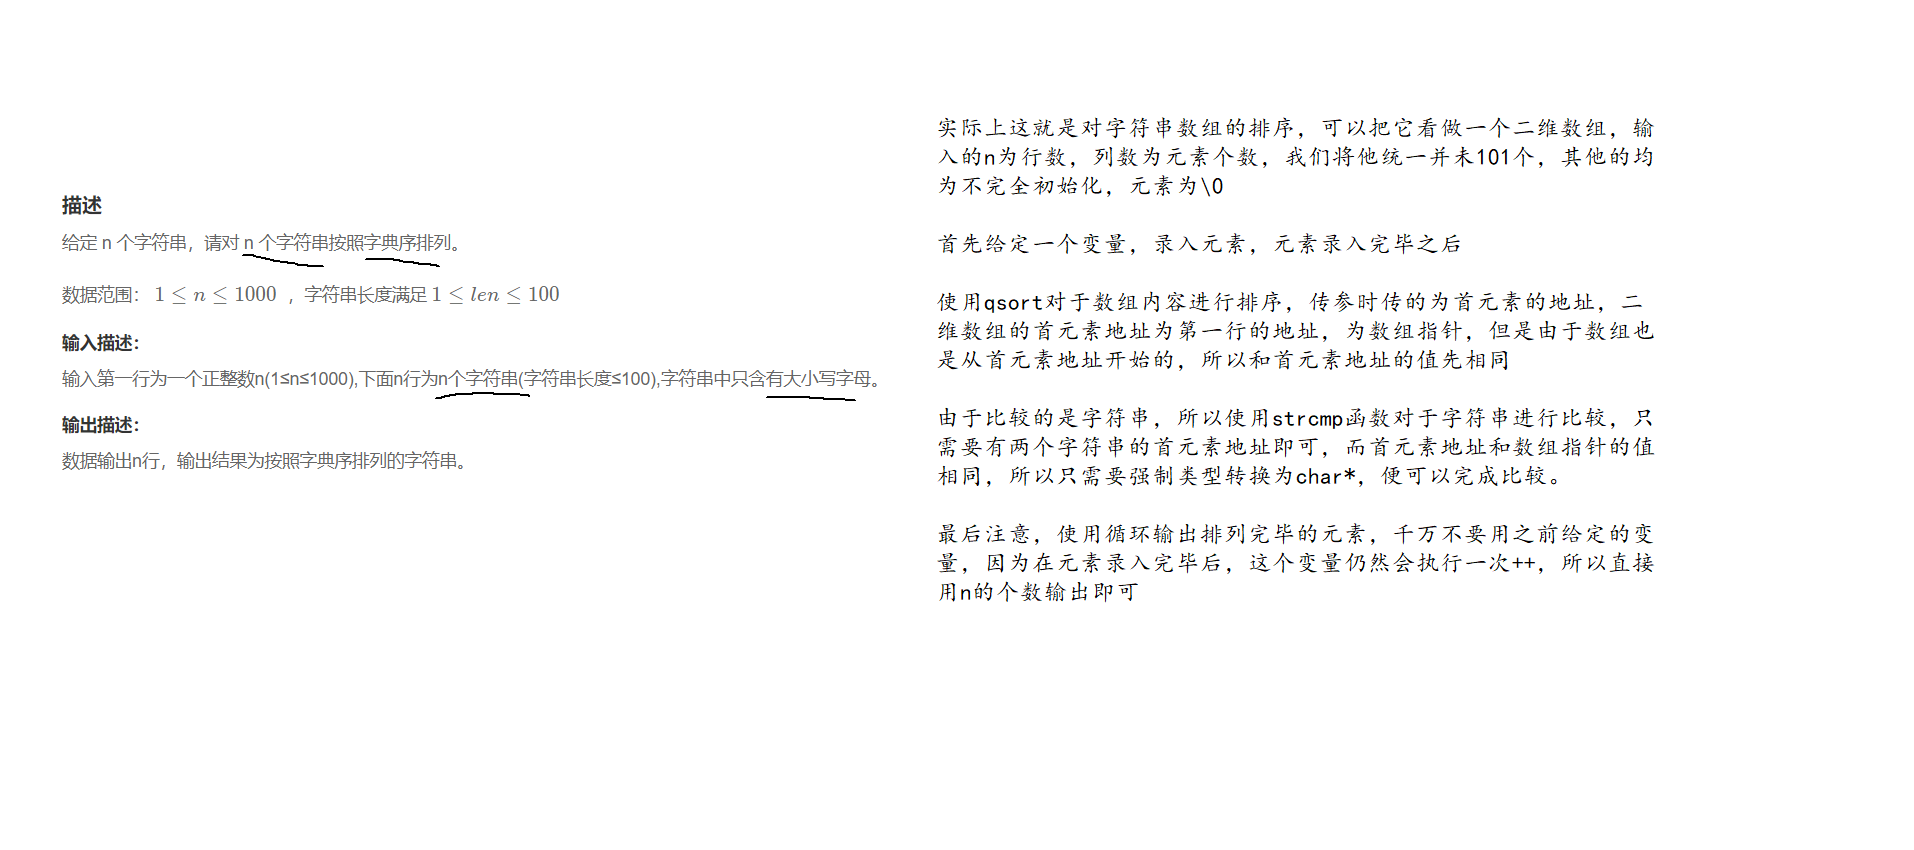 描述
给定 n 个字符串，请对 n 个字符串按照字典序排列。
数据范围： 1 ≤ n ≤ 1000 ，字符串长度满足 1 ≤ len ≤ 100
输入描述：
输入第一行为一个正整数n(1≤n≤1000),下面n行为n个字符串(字符串长度≤100),字符串中只含有大小写字母。
输出描述：
数据输出n行，输出结果为按照字典序排列的字符串。
实际上这就是对字符串数组的排序，可以把它看做一个二维数组，输
入的n为行数，列数为元素个数，我们将他统一并未101个，其他的均
为不完全初始化，元素为\0
首先给定一个变量，录入元素，元素录入完毕之后
使用qsort对于数组内容进行排序，传参时传的为首元素的地址，二
维数组的首元素地址为第一行的地址，为数组指针，但是由于数组也
是从首元素地址开始的，所以和首元素地址的值先相同
由于比较的是字符串，所以使用strcmp函数对于字符串进行比较，只
需要有两个字符串的首元素地址即可，而首元素地址和数组指针的值
相同，所以只需要强制类型转换为char*，便可以完成比较。
最后注意，使用循环输出排列完毕的元素，千万不要用之前给定的变
量，因为在元素录入完毕后，这个变量仍然会执行一次++，所以直接
用n的个数输出即可